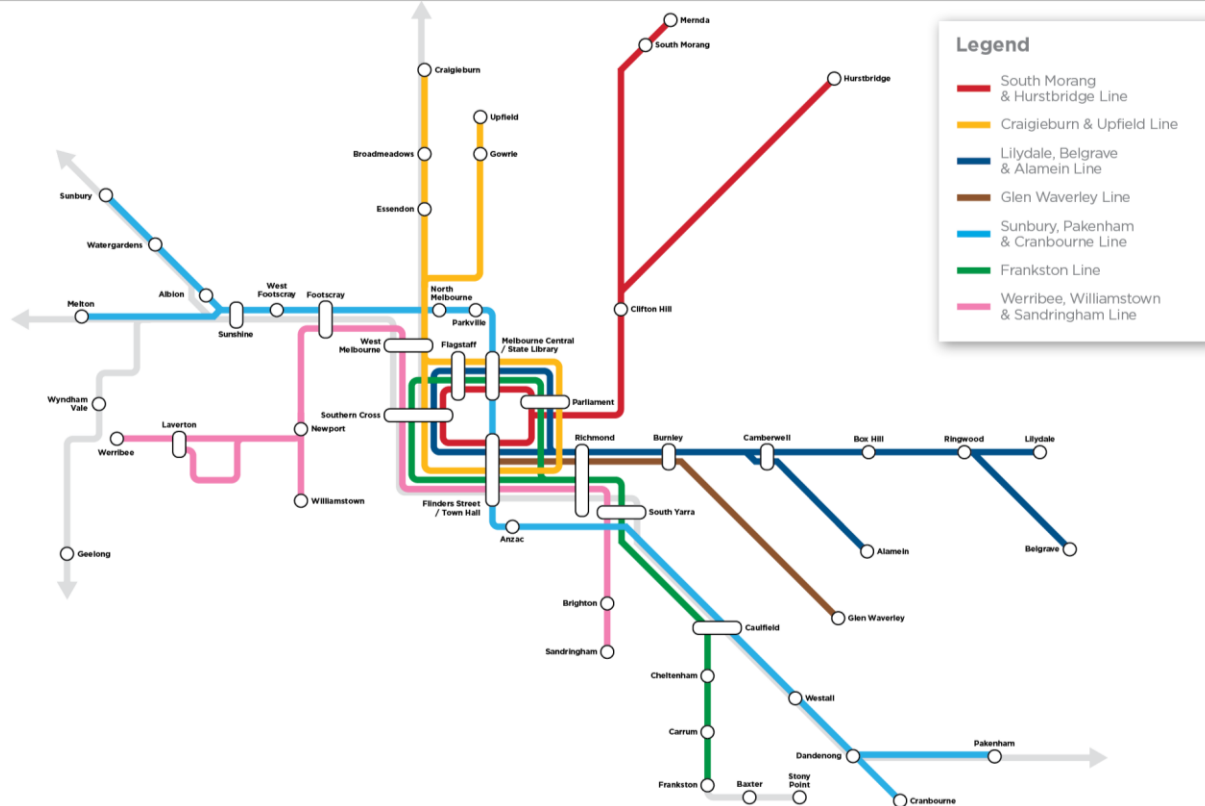 Mernda
South Morang
Hurstbridge
Craigieburn
Upfield
Broadmeadows
Gowrie
Essendon
Sunbury
Watergardens
Albion
Melton
West
Footscray
Footscray
Sunshine
North
Melbourne
Parkville
Clifton Hill
West
Melbourne
Flagstaff
Melbourne Central
/ State Library
Parliament
Southern Cross
Wyndham
Vale
Laverton
Werribee
Newport
Williamstown
Richmond
Burnley
Camberwell
Box Hill
Ringwood
Lilydale
Flinders Street
/ Town Hall
South Yarra
Anzac
Alamein
Belgrave
Geelong
Brighton
Sandringham
Glen Waverley
Caulfield
Cheltenham
Westall
Carrum
Dandenong
Pakenham
Frankston
Baxter
Stony
Point
Cranbourne
Legend
South Morang
& Hurstbridge Line
Craigieburn & Upfield Line
Lilydale, Belgrave
& Alamein Line
Glen Waverley Line
Sunbury, Pakenham
& Cranbourne Line
Frankston Line
Werribee, Williamstown
& Sandringham Line